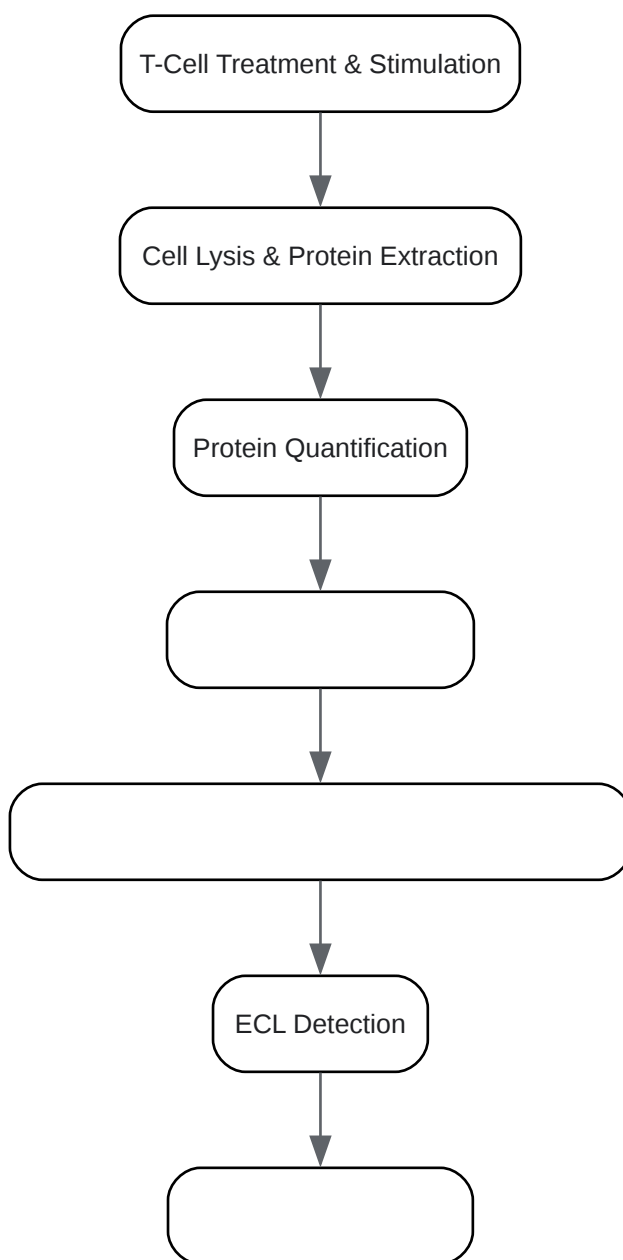 T-Cell Treatment & Stimulation
Cell Lysis & Protein Extraction
Protein Quantification
ECL Detection